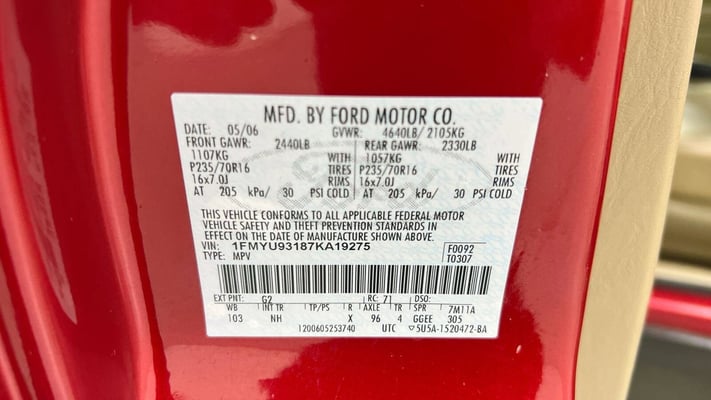 MFD. BY FORD MOTOR CO.
DATE: 05/06 GVWR: 4640LB/ 2105KG
FRONT GAWR: 2440LB REAR GAWR: 2330LB
1107KG WITH 1057KG WITH
P235/70R16 TIRES P235/70R16 TIRES
16x7.0J RIMS 16x7.0J RIMS
AT 205 kPa/ 30 PSI COLD AT 205 kPa/ 30 PSI COLD
THIS VEHICLE CONFORMS TO ALL APPLICABLE FEDERAL MOTOR
VEHICLE SAFETY AND THEFT PREVENTION STANDARDS IN
EFFECT ON THE DATE OF MANUFACTURE SHOWN ABOVE.
VIN: 1FMYU93187KA19275 F0092
TYPE: MPV T0307
EXT PNT: G2 RC: 71 DSO:
WB INT TR TP/PS R AXLE TR SPR 7M11A
103 NH X 96 4 GGEE 305
1200605253740 UTC ▽5U5A-1520472-BA
Ford